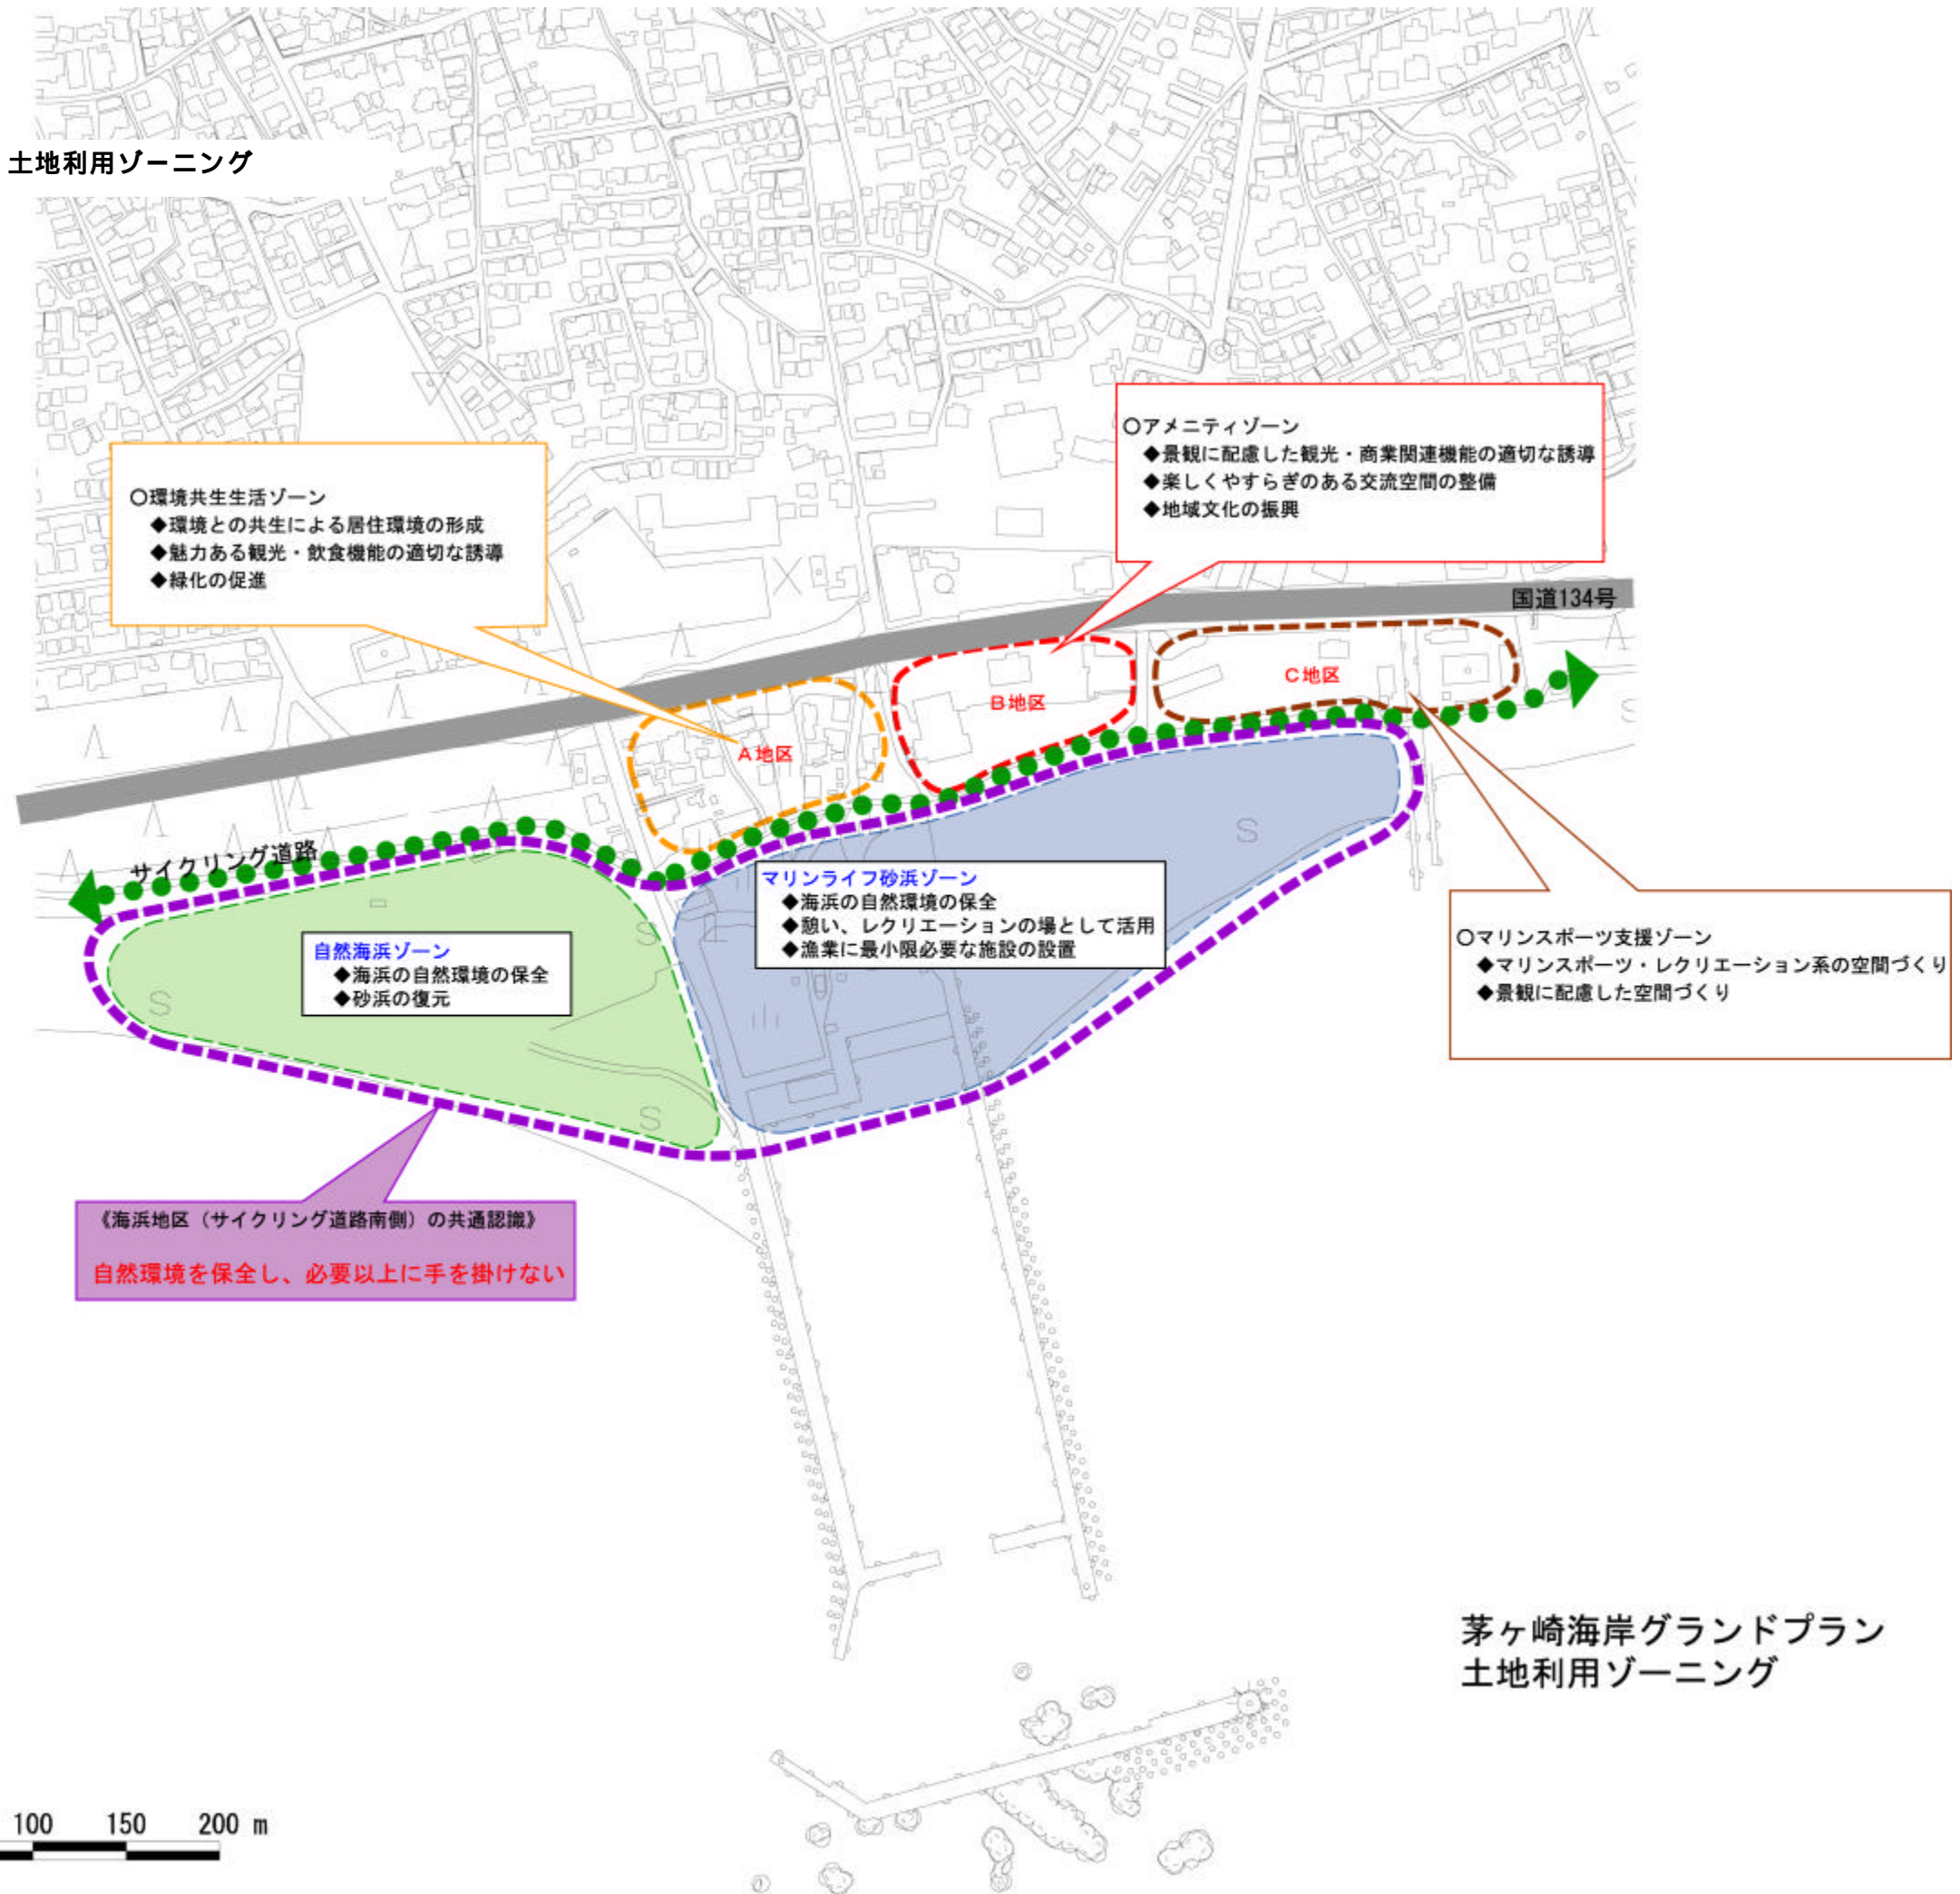 土地利用ゾーニング
〇アメニティゾーン
◆景観に配慮した観光・商業関連機能の適切な誘導
◆楽しくやすらぎのある交流空間の整備
◆地域文化の振興
〇環境共生生活ゾーン
◆環境との共生による居住環境の形成
◆魅力ある観光・飲食機能の適切な誘導
◆緑化の促進
国道134号
A地区
B地区
C地区
サイクリング道路
マリンライフ砂浜ゾーン
◆海浜の自然環境の保全
◆憩い、レクリエーションの場として活用
◆漁業に最小限必要な施設の設置
自然海浜ゾーン
◆海浜の自然環境の保全
◆砂浜の復元
〇マリンスポーツ支援ゾーン
◆マリンスポーツ・レクリエーション系の空間づくり
◆景観に配慮した空間づくり
S
S
S
S
S
《海浜地区（サイクリング道路南側）の共通認識》
自然環境を保全し、必要以上に手を掛けない
茅ヶ崎海岸グランドプラン
土地利用ゾーニング
100 150 200 m